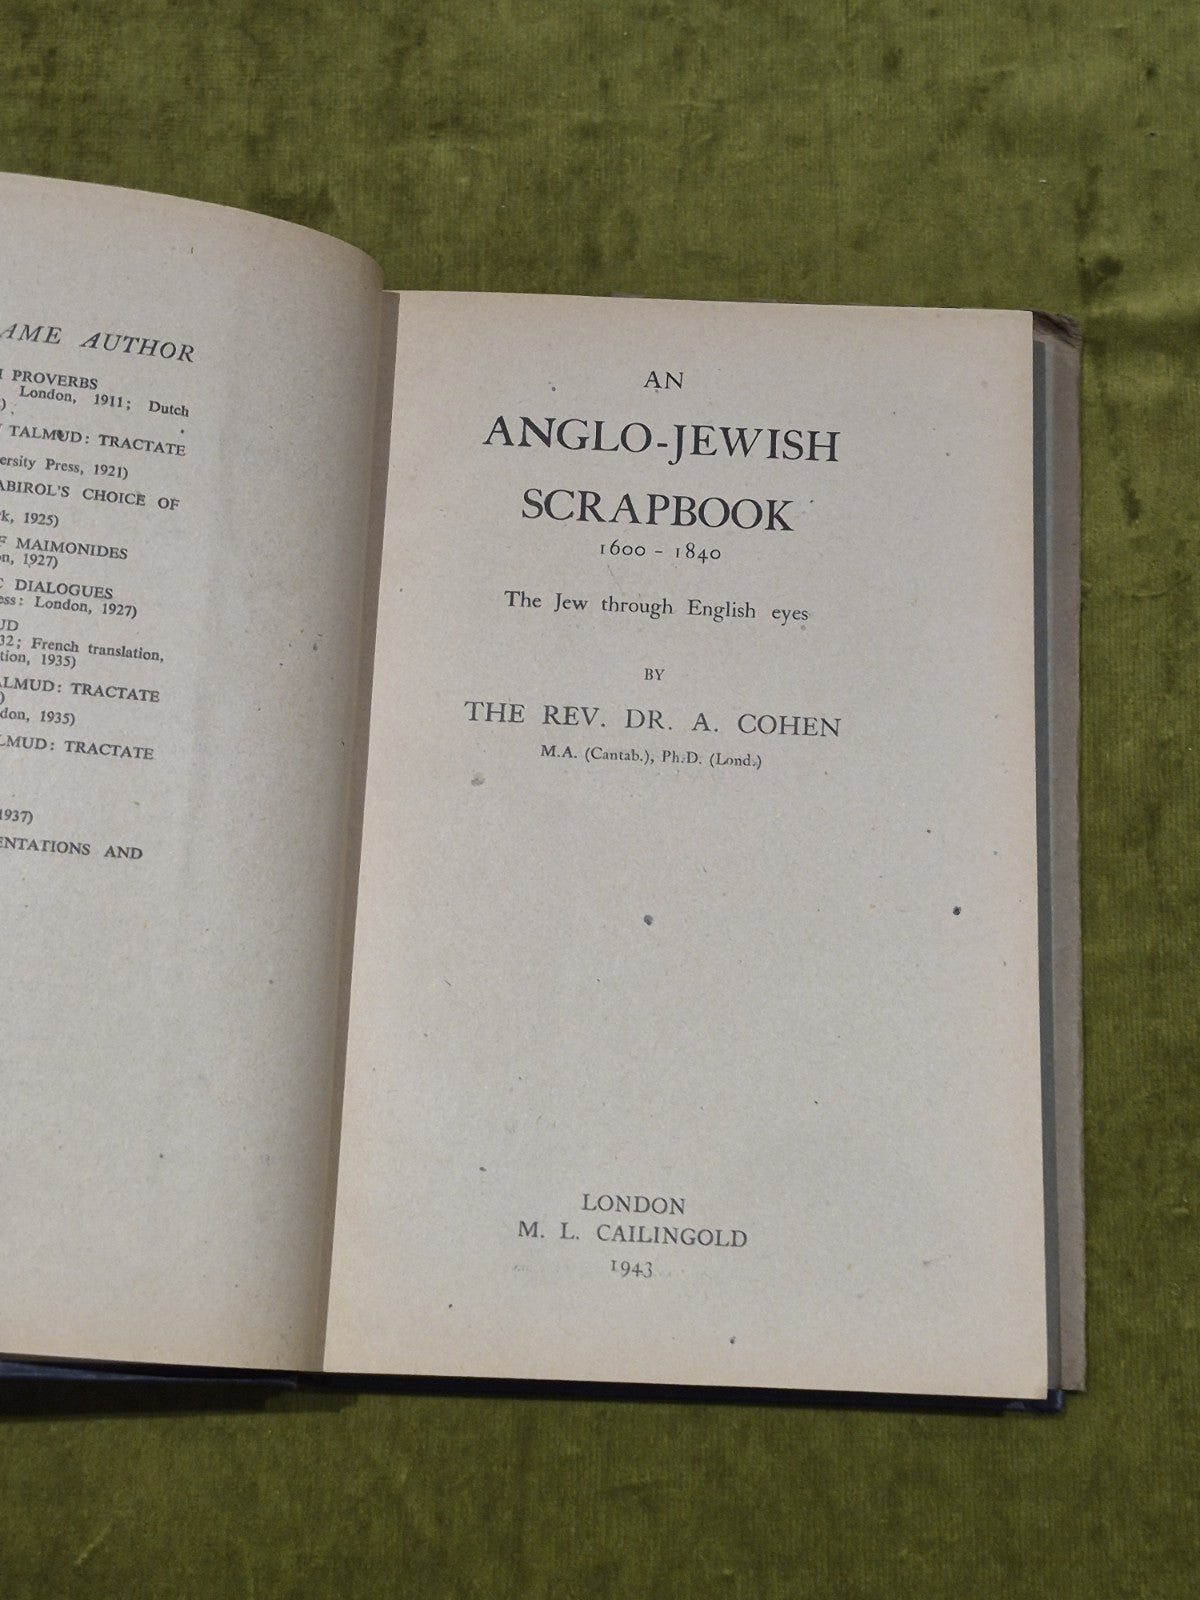 AME AUTHOR
PROVERBS
London, 1911; Dutch
)
TALMUD: TRACTATE
ersity Press, 1921)
ABIROL'S CHOICE OF
k, 1925)
F MAIMONIDES
on, 1927)
C DIALOGUES
ess: London, 1927)
UD
32; French translation,
tion, 1935)
ALMUD: TRACTATE
)
don, 1935)
LMUD: TRACTATE
1937)
ENTATIONS AND
AN
ANGLO-JEWISH
SCRAPBOOK
1600 - 1840
The Jew through English eyes
BY
THE REV. DR. A. COHEN
M.A. (Cantab.), Ph.D. (Lond.)
LONDON
M. L. CAILINGOLD
1943